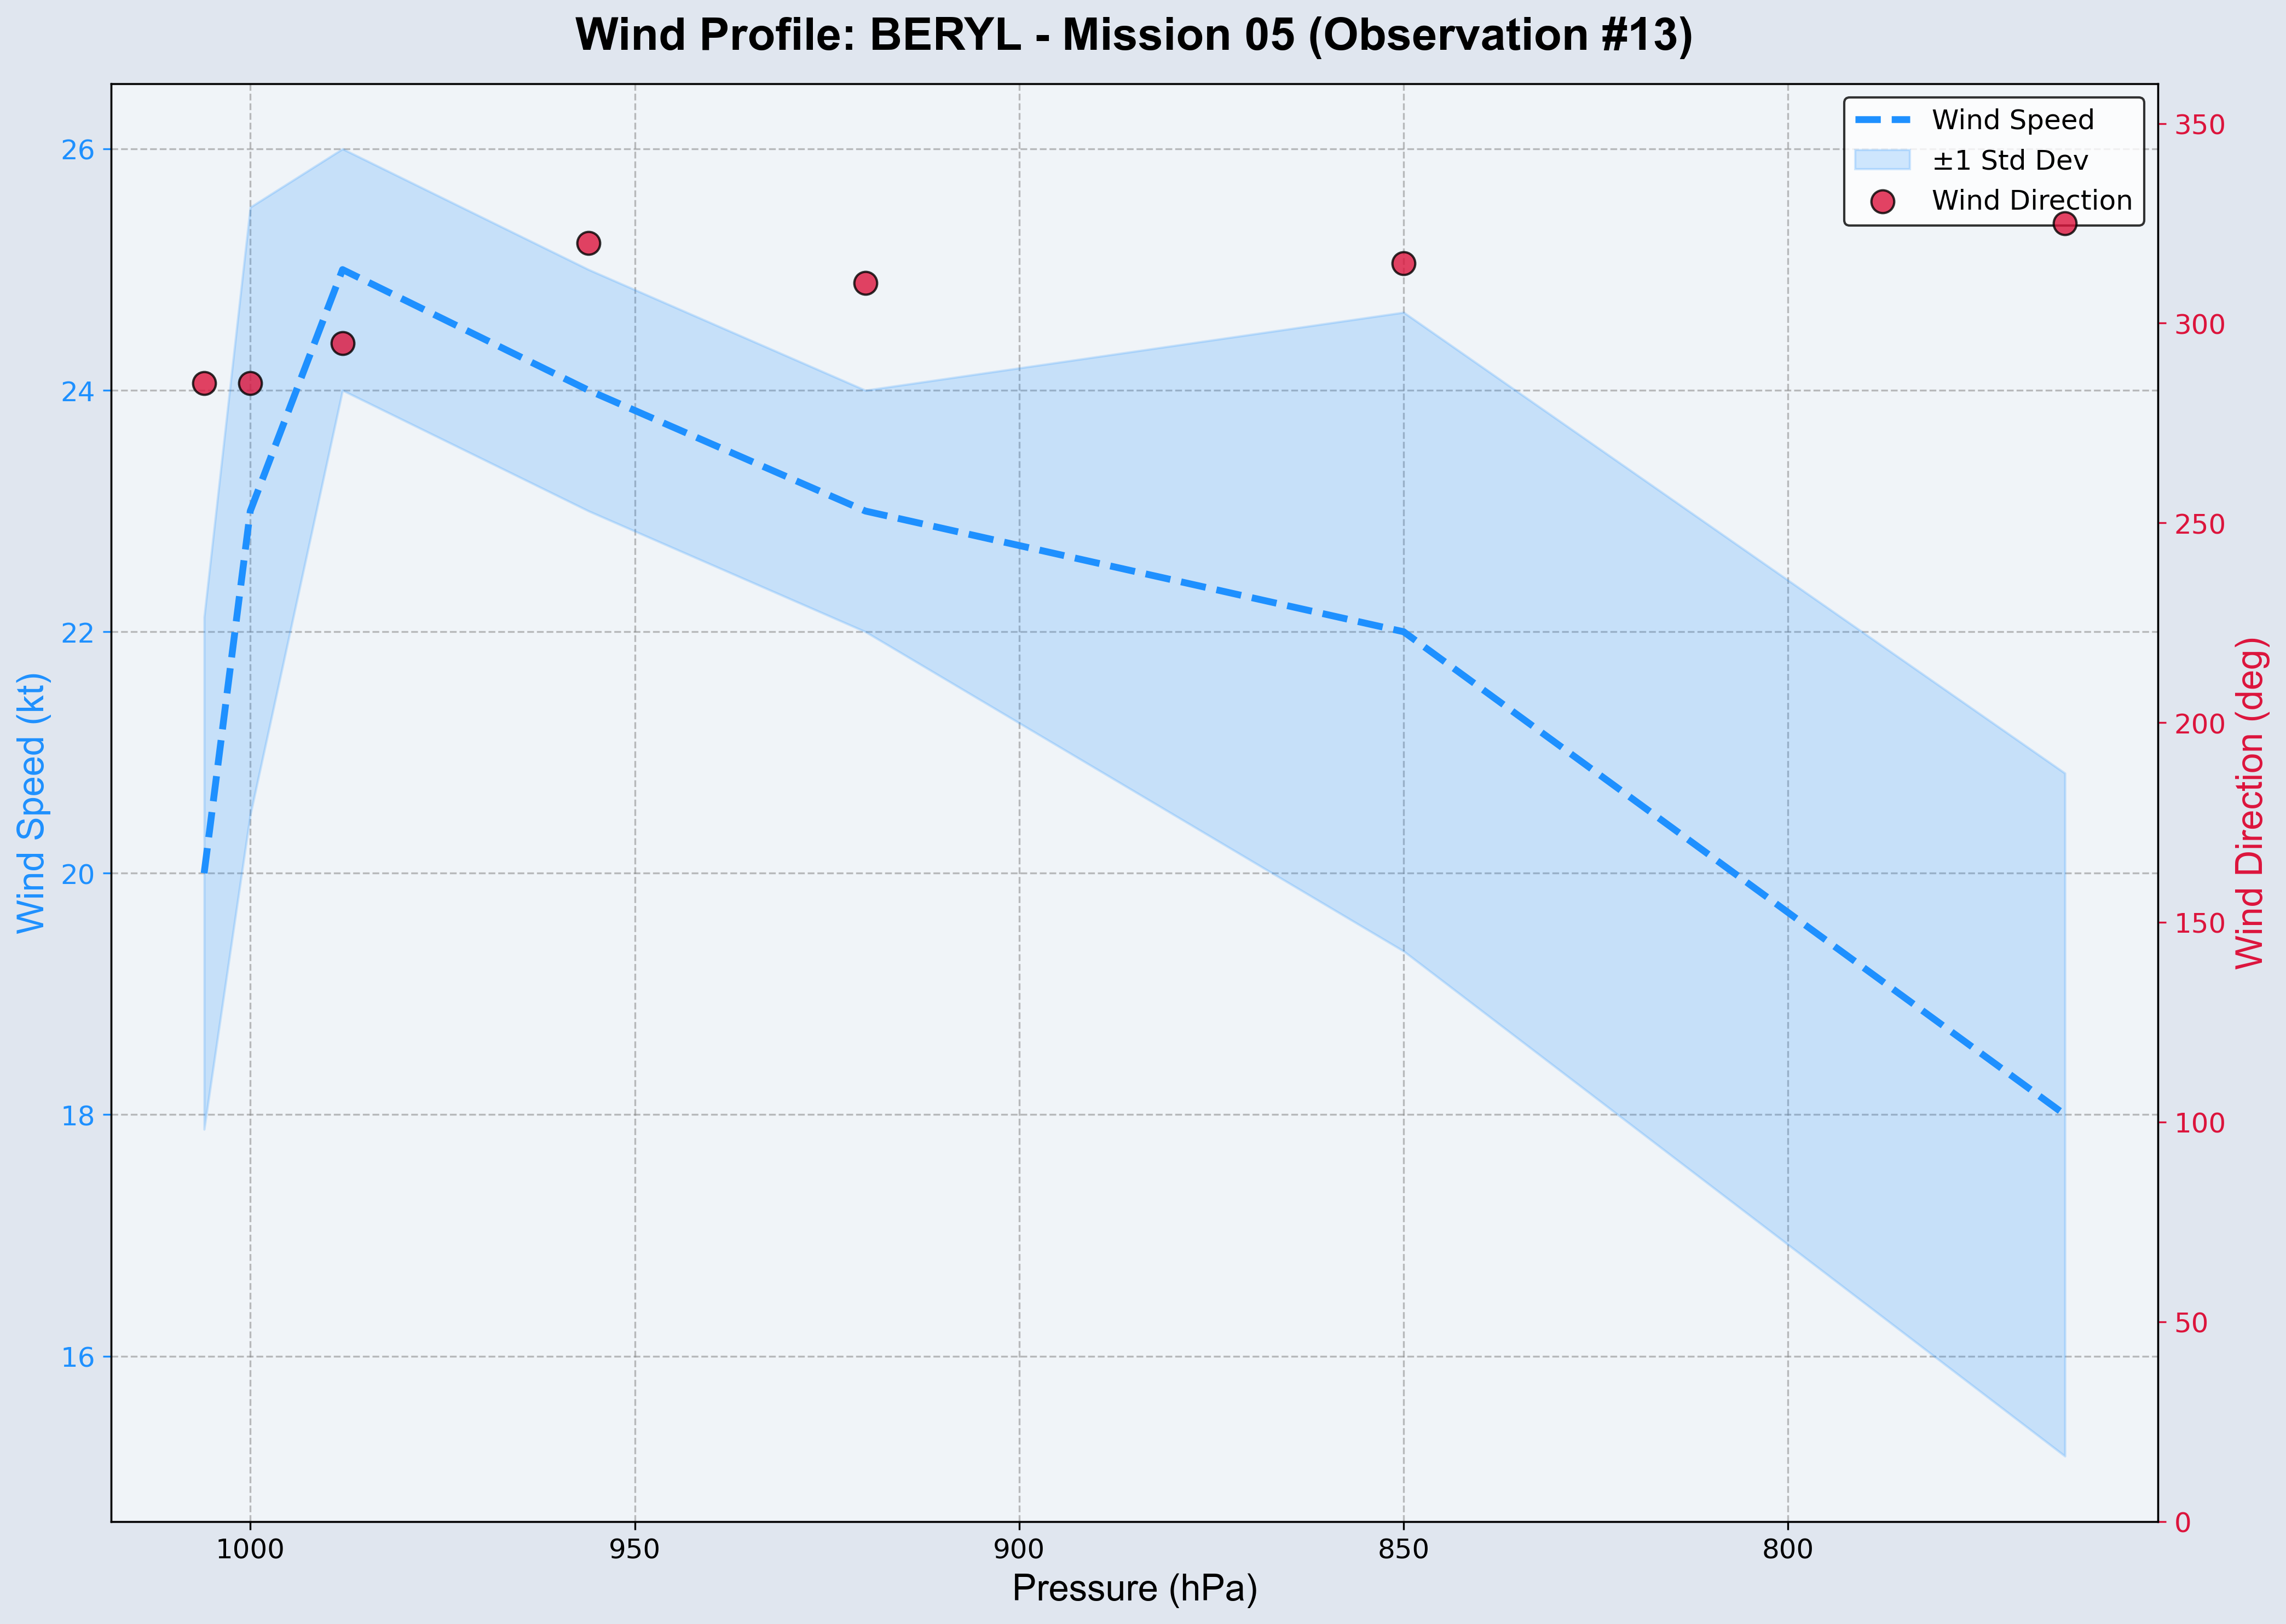 Wind Profile: BERYL - Mission 05 (Observation #13)
Wind Speed
±1 Std Dev
Wind Direction
26
24
22
20
18
16
Wind Speed (kt)
350
300
250
200
150
100
50
0
Wind Direction (deg)
1000 950 900 850 800
Pressure (hPa)